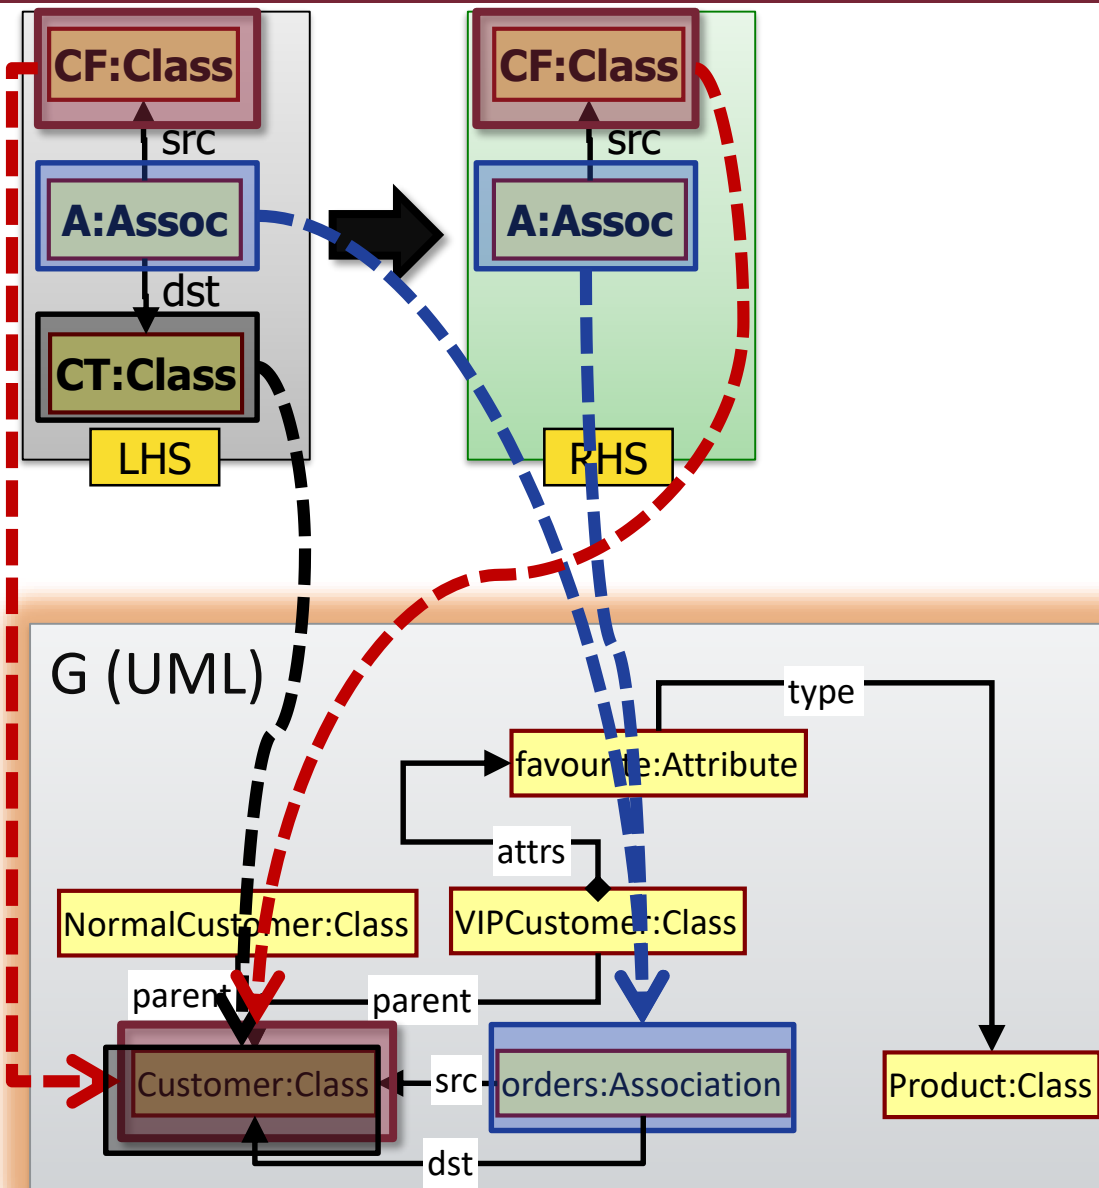 CF:Class
src
A:Assoc
dst
CT:Class
LHS
CF:Class
src
A:Assoc
RHS
G (UML)
type
favourite:Attribute
attrs
NormalCustomer:Class
VIPCustomer:Class
parent
parent
Customer:Class
src
orders:Association
Product:Class
dst